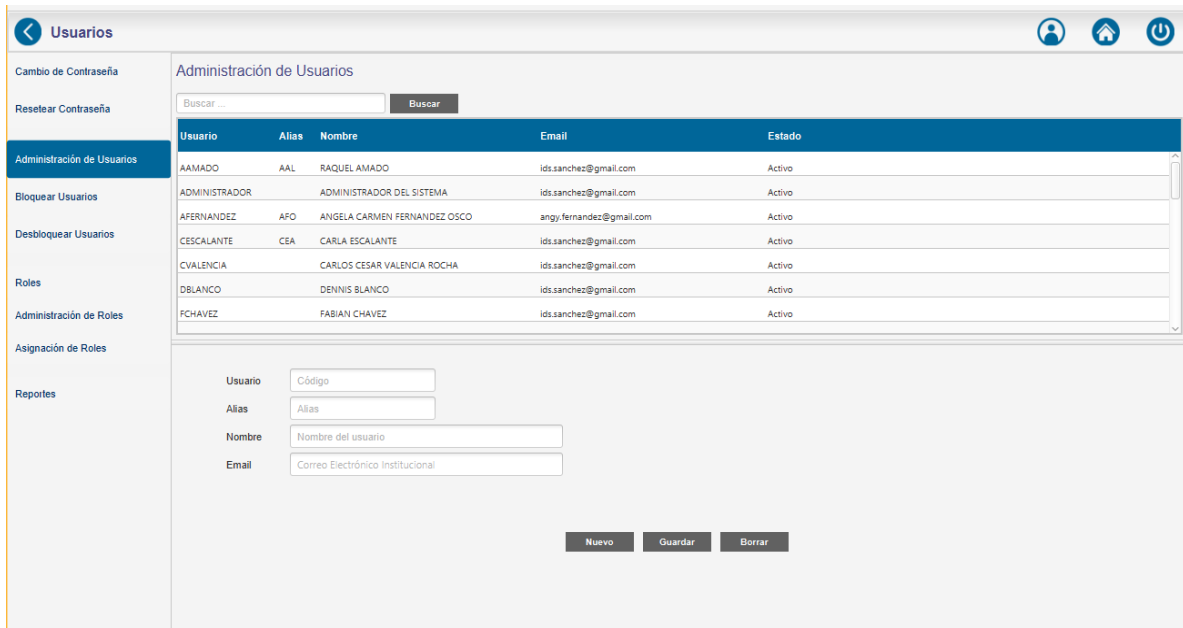 Usuarios
Cambio de Contraseña
Resetear Contraseña
Administración de Usuarios
Bloquear Usuarios
Desbloquear Usuarios
Roles
Administración de Roles
Asignación de Roles
Reportes
Administración de Usuarios
Buscar ... Buscar
Usuario Alias Nombre Email Estado
AAMADO AAL RAQUEL AMADO ids.sanchez@gmail.com Activo
ADMINISTRADOR ADMINISTRADOR DEL SISTEMA ids.sanchez@gmail.com Activo
AFERNANDEZ AFO ANGELA CARMEN FERNANDEZ OSCO angy.fernandez@gmail.com Activo
CESCALANTE CEA CARLA ESCALANTE ids.sanchez@gmail.com Activo
CVALENCIA CARLOS CESAR VALENCIA ROCHA ids.sanchez@gmail.com Activo
DBLANCO DENNIS BLANCO ids.sanchez@gmail.com Activo
FCHAVEZ FABIAN CHAVEZ ids.sanchez@gmail.com Activo
Usuario Código
Alias Alias
Nombre Nombre del usuario
Email Correo Electrónico Institucional
Nuevo Guardar Borrar